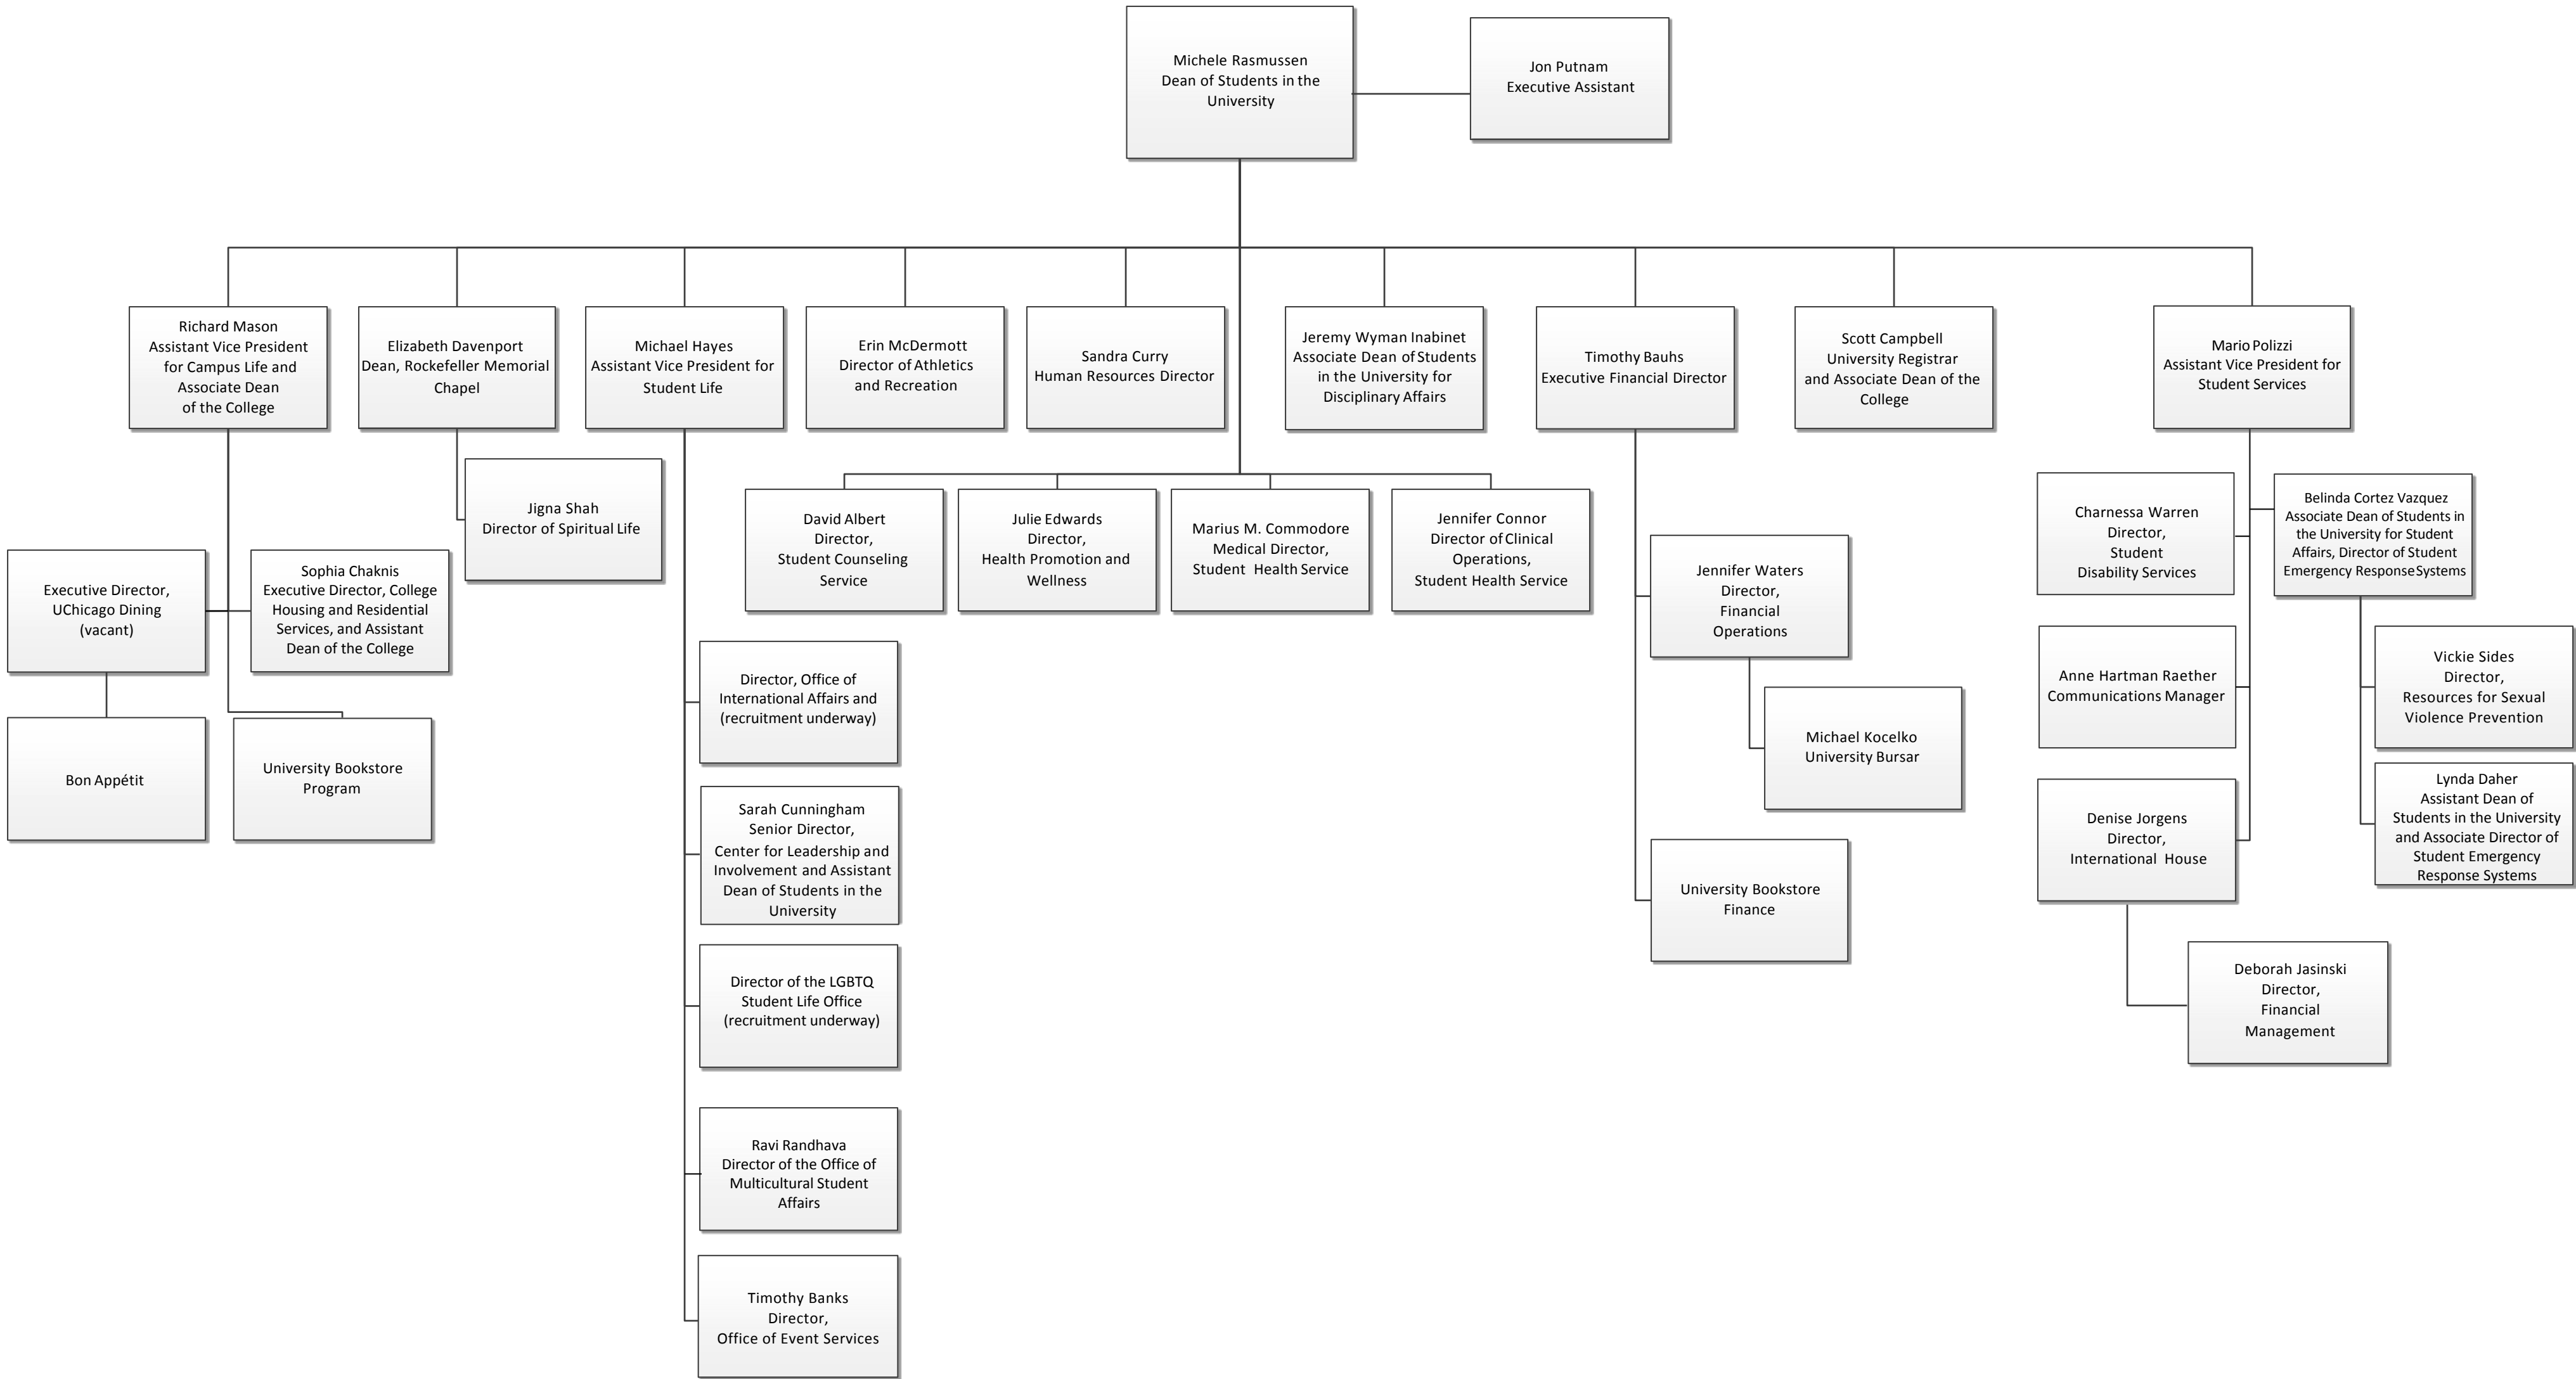 Michele Rasmussen
Dean of Students in the
University
Jon Putnam
Executive Assistant
Richard Mason
Assistant Vice President
for Campus Life and
Associate Dean
of the College
Elizabeth Davenport
Dean, Rockefeller Memorial
Chapel
Michael Hayes
Assistant Vice President for
Student Life
Erin McDermott
Director of Athletics
and Recreation
Sandra Curry
Human Resources Director
Jeremy Wyman Inabinet
Associate Dean of Students
in the University for
Disciplinary Affairs
Timothy Bauhs
Executive Financial Director
Scott Campbell
University Registrar
and Associate Dean of the
College
Mario Polizzi
Assistant Vice President for
Student Services
Jigna Shah
Director of Spiritual Life
David Albert
Director,
Student Counseling
Service
Julie Edwards
Director,
Health Promotion and
Wellness
Marius M. Commodore
Medical Director,
Student Health Service
Jennifer Connor
Director of Clinical
Operations,
Student Health Service
Charnessa Warren
Director,
Student
Disability Services
Belinda Cortez Vazquez
Associate Dean of Students in
the University for Student
Affairs, Director of Student
Emergency Response Systems
Executive Director,
UChicago Dining
(vacant)
Sophia Chaknis
Executive Director, College
Housing and Residential
Services, and Assistant
Dean of the College
Jennifer Waters
Director,
Financial
Operations
Director, Office of
International Affairs and
(recruitment underway)
Anne Hartman Raether
Communications Manager
Vickie Sides
Director,
Resources for Sexual
Violence Prevention
Bon Appétit
University Bookstore
Program
Michael Kocelko
University Bursar
Sarah Cunningham
Senior Director,
Center for Leadership and
Involvement and Assistant
Dean of Students in the
University
Denise Jorgens
Director,
International House
Lynda Daher
Assistant Dean of
Students in the University
and Associate Director of
Student Emergency
Response Systems
University Bookstore
Finance
Director of the LGBTQ
Student Life Office
(recruitment underway)
Deborah Jasinski
Director,
Financial
Management
Ravi Randhava
Director of the Office of
Multicultural Student
Affairs
Timothy Banks
Director,
Office of Event Services